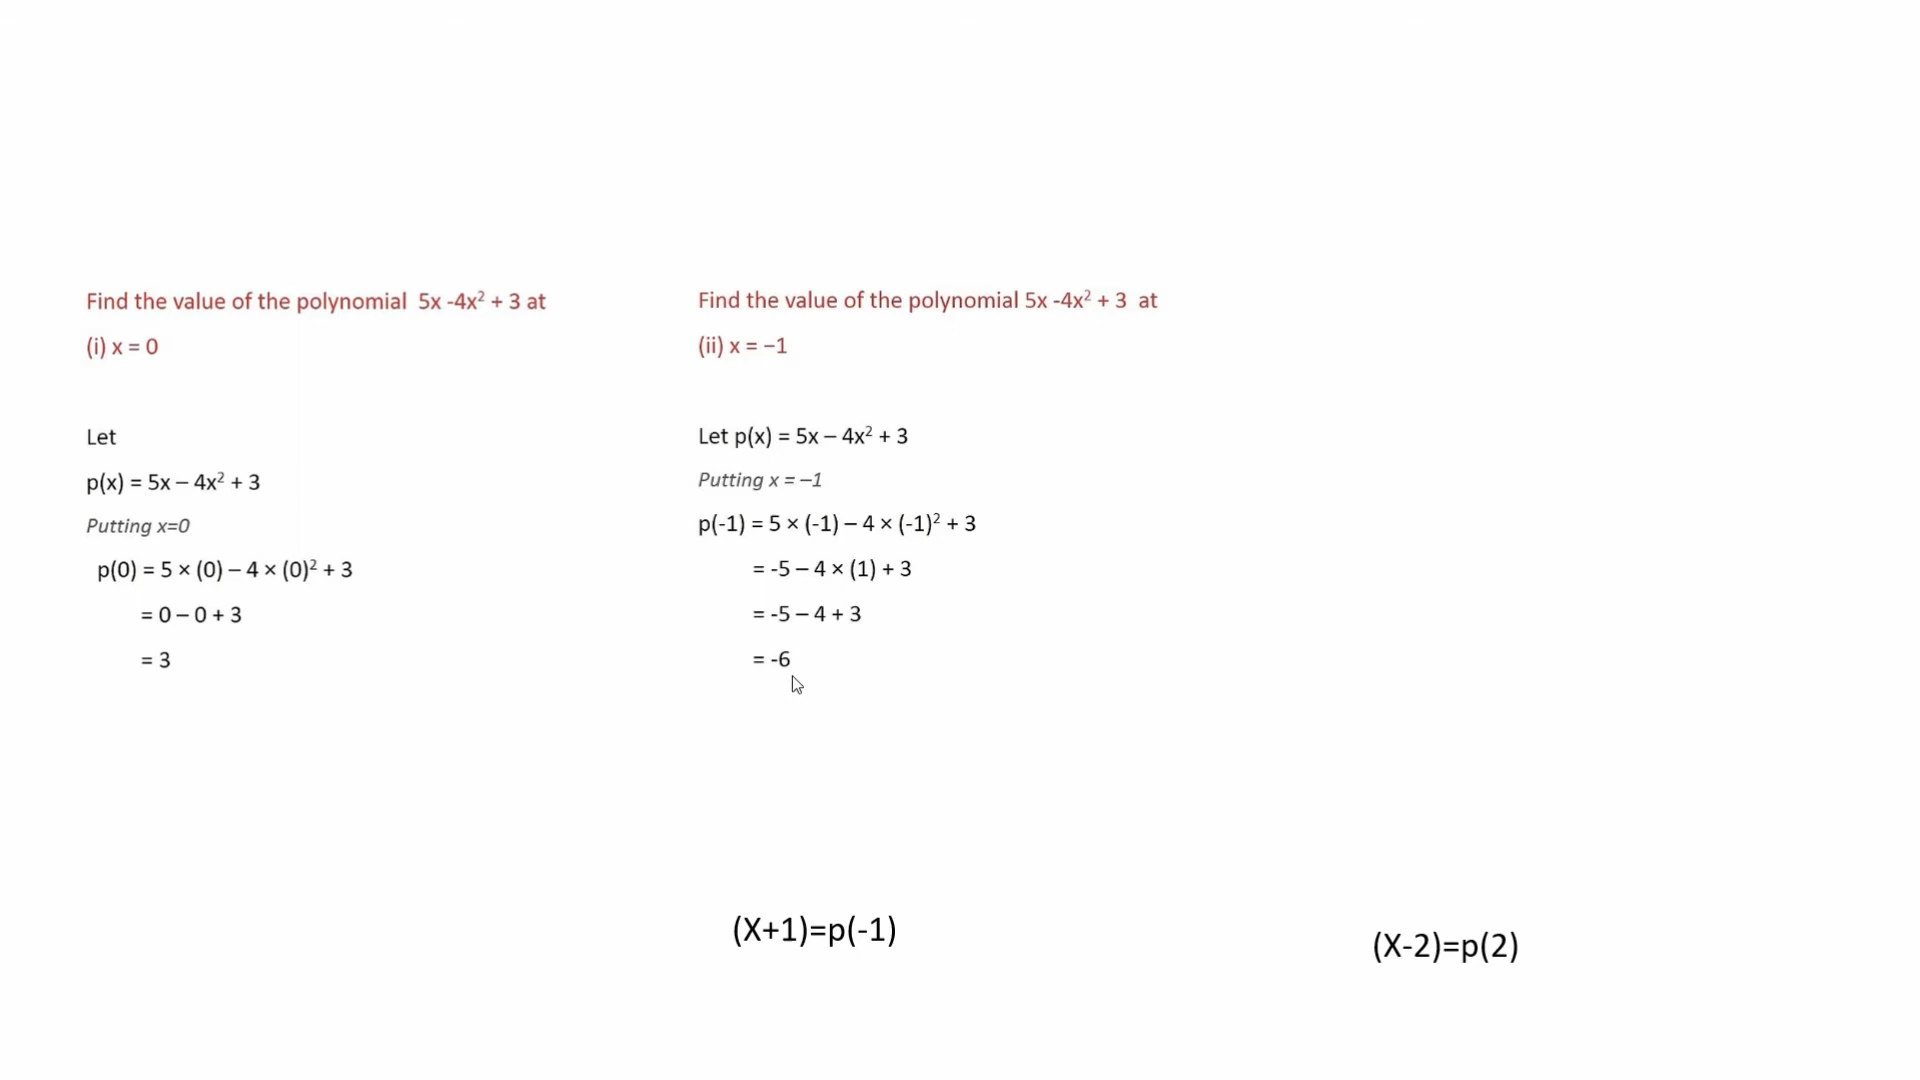 Find the value of the polynomial 5x -4x² + 3 at
(i) x = 0
Let
p(x) = 5x – 4x² + 3
Putting x=0
p(0) = 5 × (0) – 4 × (0)² + 3
= 0 – 0 + 3
= 3
Find the value of the polynomial 5x -4x² + 3 at
(ii) x = −1
Let p(x) = 5x – 4x² + 3
Putting x = –1
p(-1) = 5 × (-1) – 4 × (-1)² + 3
= -5 – 4 × (1) + 3
= -5 – 4 + 3
= -6
(X+1)=p(-1)
(X-2)=p(2)